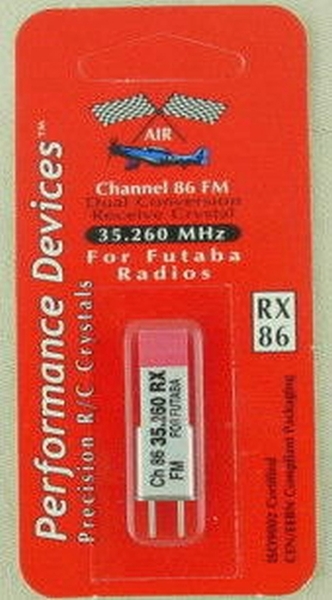 AIR
Channel 86 FM
Dual Conversion
Receive Crystal
35.260 MHz
For Futaba
Radios
RX
86
Performance Devices™
Precision R/C Crystals
Ch 86 35.260 RX
FOR FUTABA
FM
ISO9002 Certified
CEN/EEBN Compliant Packaging